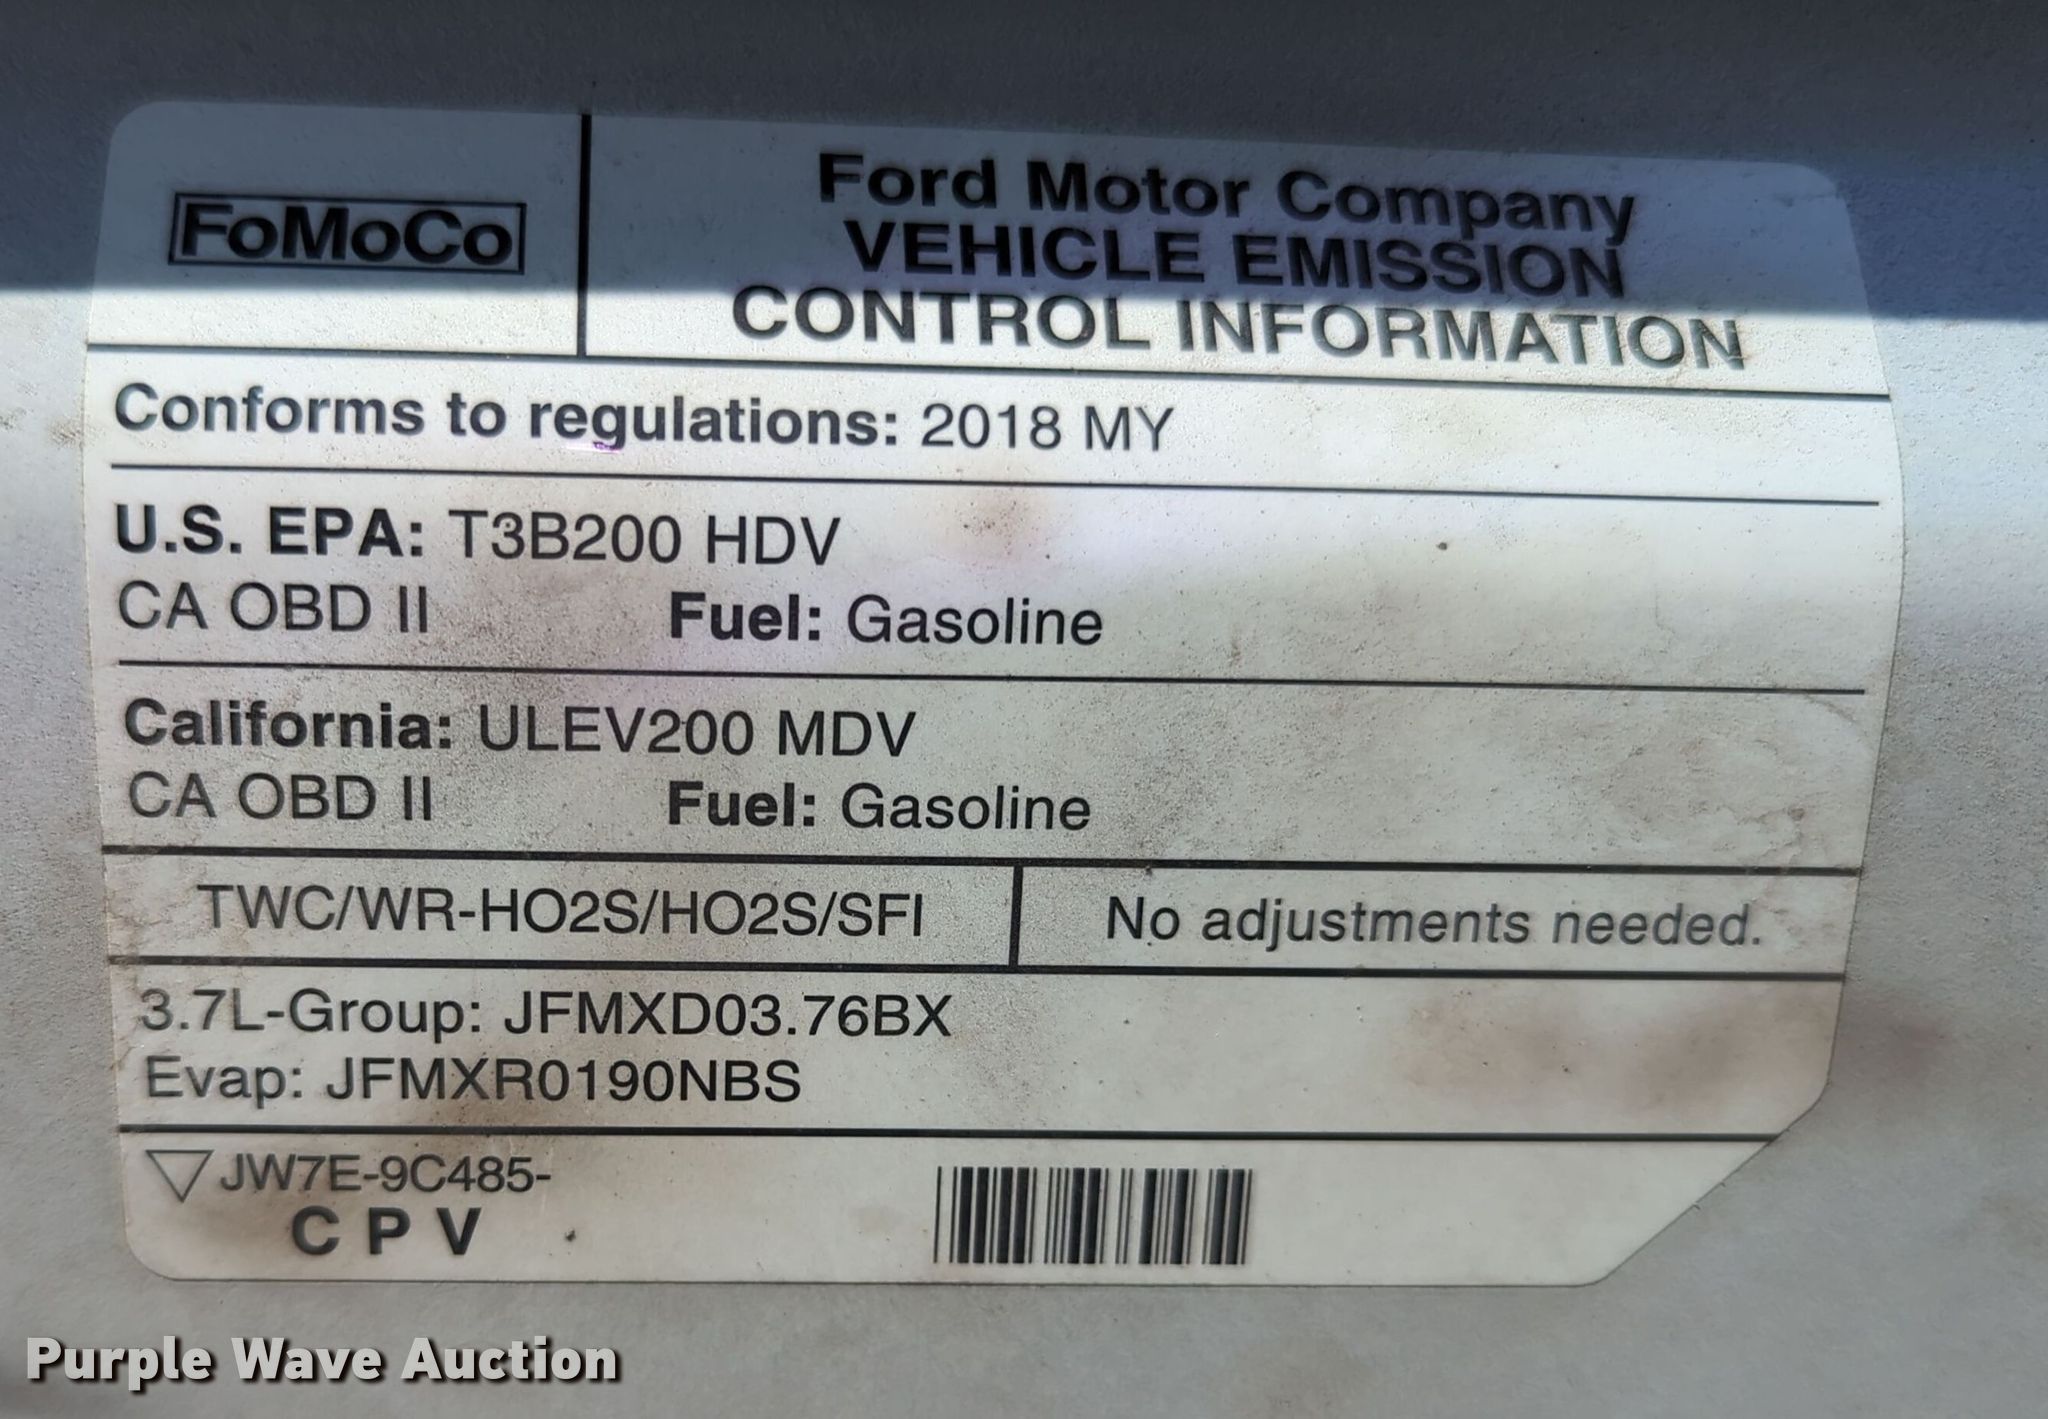 FoMoCo
Ford Motor Company
VEHICLE EMISSION
CONTROL INFORMATION
Conforms to regulations: 2018 MY
U.S. EPA: T3B200 HDV
CA OBD II Fuel: Gasoline
California: ULEV200 MDV
CA OBD II Fuel: Gasoline
TWC/WR-HO2S/HO2S/SFI
No adjustments needed.
3.7L-Group: JFMXD03.76BX
Evap: JFMXR0190NBS
JW7E-9C485-
C P V
Purple Wave Auction